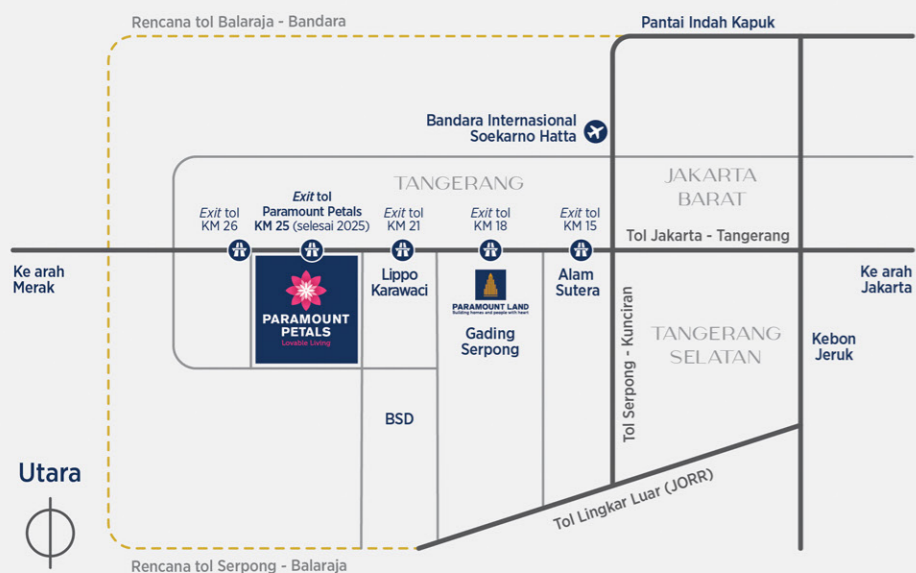 Rencana tol Balaraja - Bandara
Pantai Indah Kapuk
Bandara Internasional
Soekarno Hatta
TANGERANG
JAKARTA
BARAT
Exit tol
KM 26
Exit tol
Paramount Petals
KM 25 (selesai 2025)
Exit tol
KM 21
Exit tol
KM 18
Exit tol
KM 15
Tol Jakarta - Tangerang
Ke arah
Merak
PARAMOUNT
PETALS
Lovable Living
Lippo
Karawaci
PARAMOUNT LAND
Building homes and people with heart
Gading
Serpong
Alam
Sutera
Ke arah
Jakarta
Tol Serpong - Kunciran
TANGERANG
SELATAN
Kebon
Jeruk
BSD
Utara
Tol Lingkar Luar (JORR)
Rencana tol Serpong - Balaraja